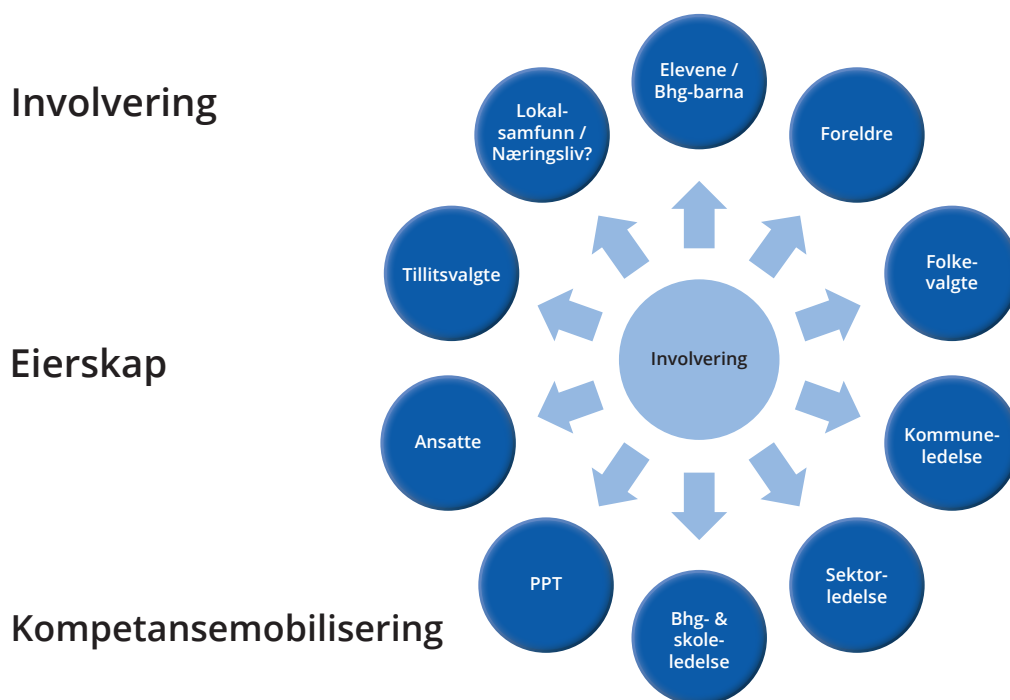 Involvering
Eierskap
Kompetansemobilisering
Elevene /
Bhg-barna
Foreldre
Folke-
valgte
Kommune-
ledelse
Sektor-
ledelse
Bhg- &
skole-
ledelse
PPT
Ansatte
Tillitsvalgte
Lokal-
samfunn /
Næringsliv?
Involvering